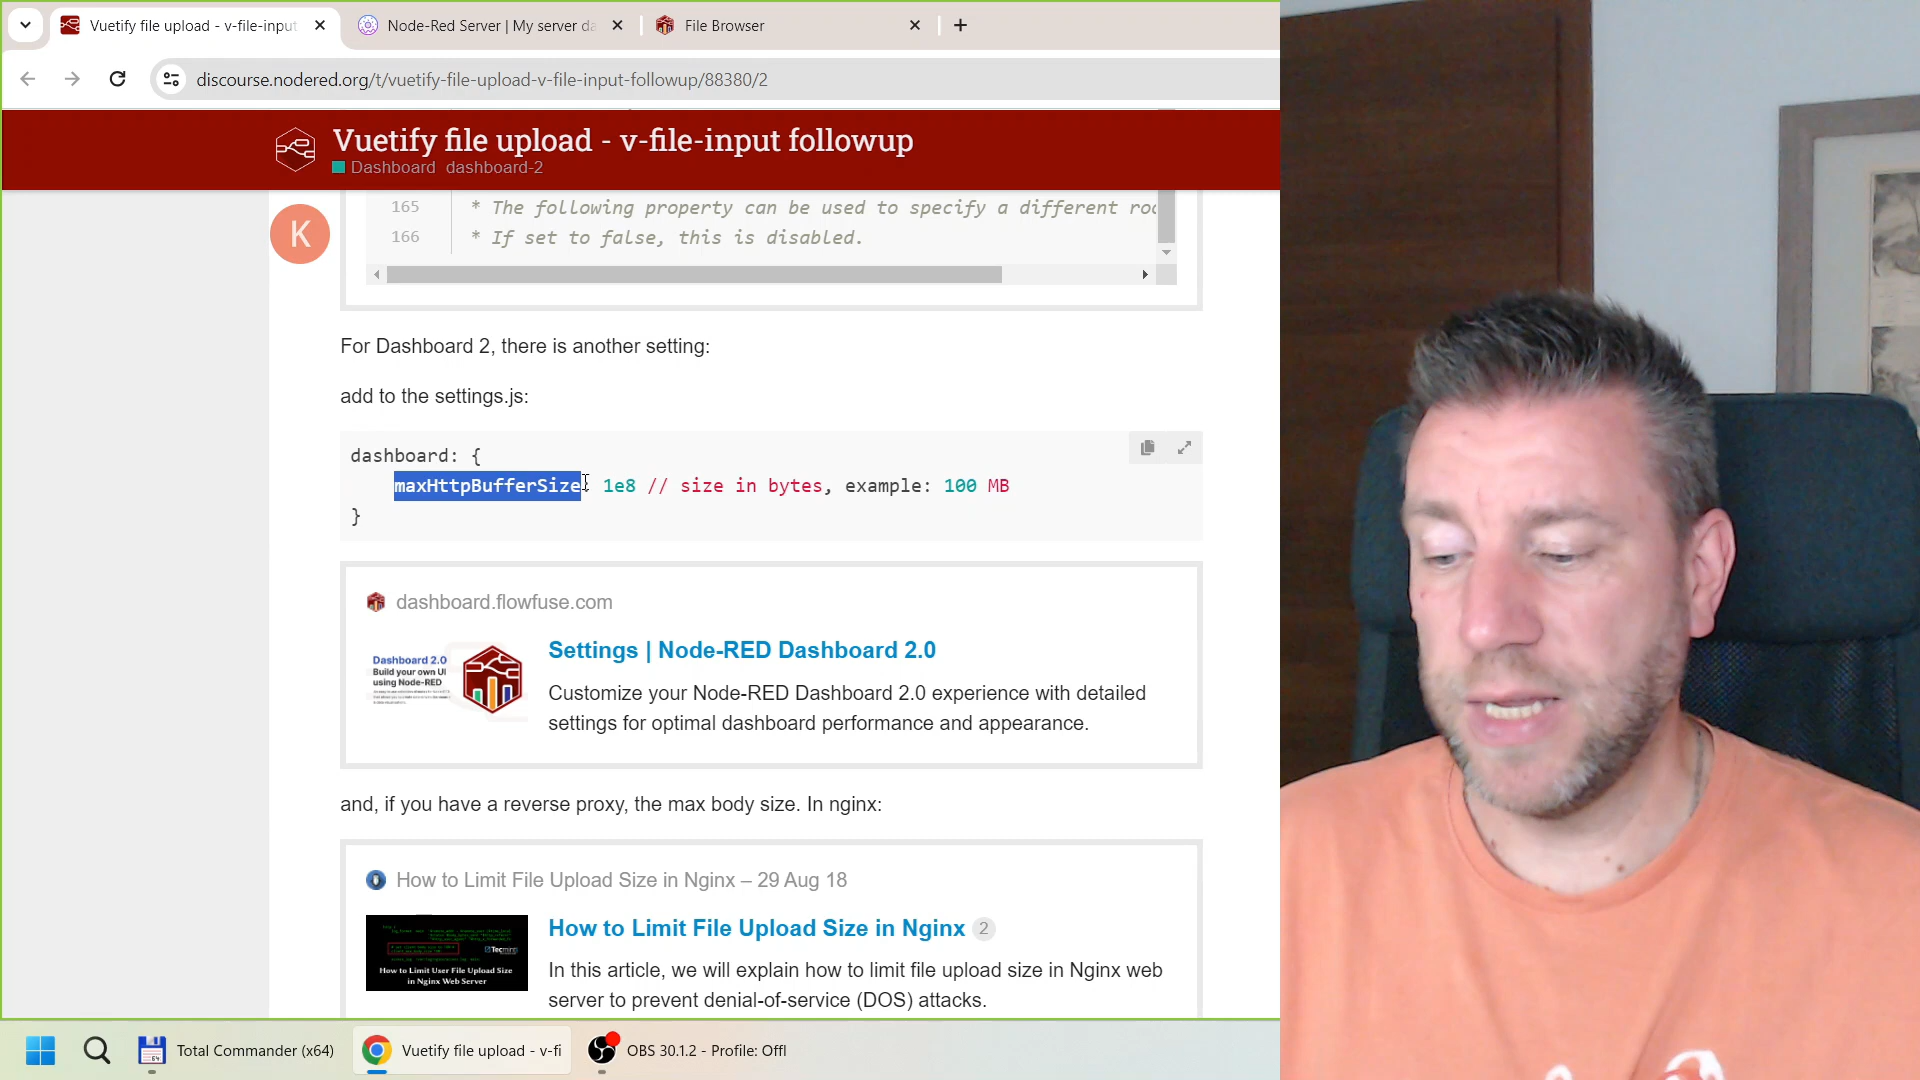 Vuetify file upload - v-file-input
Node-Red Server | My server da
File Browser
discourse.nodered.org/t/vuetify-file-upload-v-file-input-followup/88380/2
Vuetify file upload - v-file-input followup
Dashboard dashboard-2
K
165 * The following property can be used to specify a different roo
166 * If set to false, this is disabled.
For Dashboard 2, there is another setting:
add to the settings.js:
dashboard: {
maxHttpBufferSize: 1e8 // size in bytes, example: 100 MB
}
dashboard.flowfuse.com
Dashboard 2.0
Build your own UI
using Node-RED
Settings | Node-RED Dashboard 2.0
Customize your Node-RED Dashboard 2.0 experience with detailed
settings for optimal dashboard performance and appearance.
and, if you have a reverse proxy, the max body size. In nginx:
How to Limit File Upload Size in Nginx – 29 Aug 18
Tecmint
How to Limit User File Upload Size
in Nginx Web Server
How to Limit File Upload Size in Nginx 2
In this article, we will explain how to limit file upload size in Nginx web
server to prevent denial-of-service (DOS) attacks.
64
Total Commander (x64)
Vuetify file upload - v-fi
OBS 30.1.2 - Profile: Offl